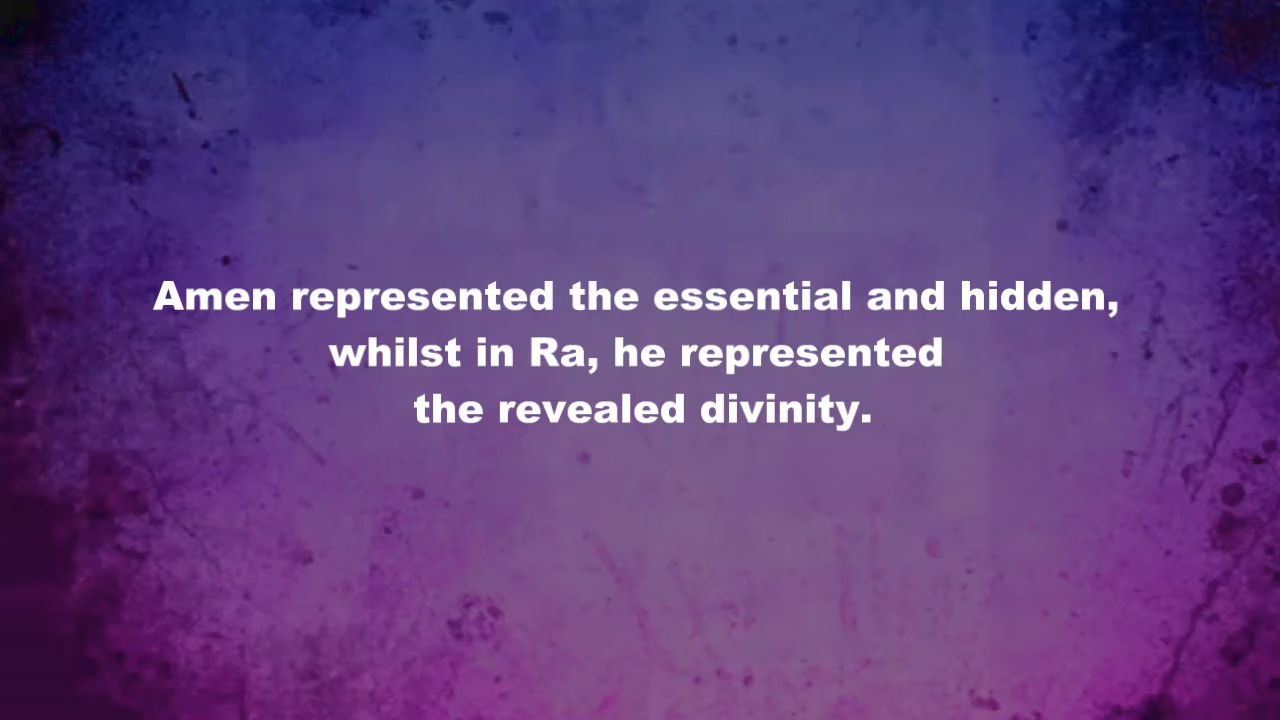 Amen represented the essential and hidden,
whilst in Ra, he represented
the revealed divinity.